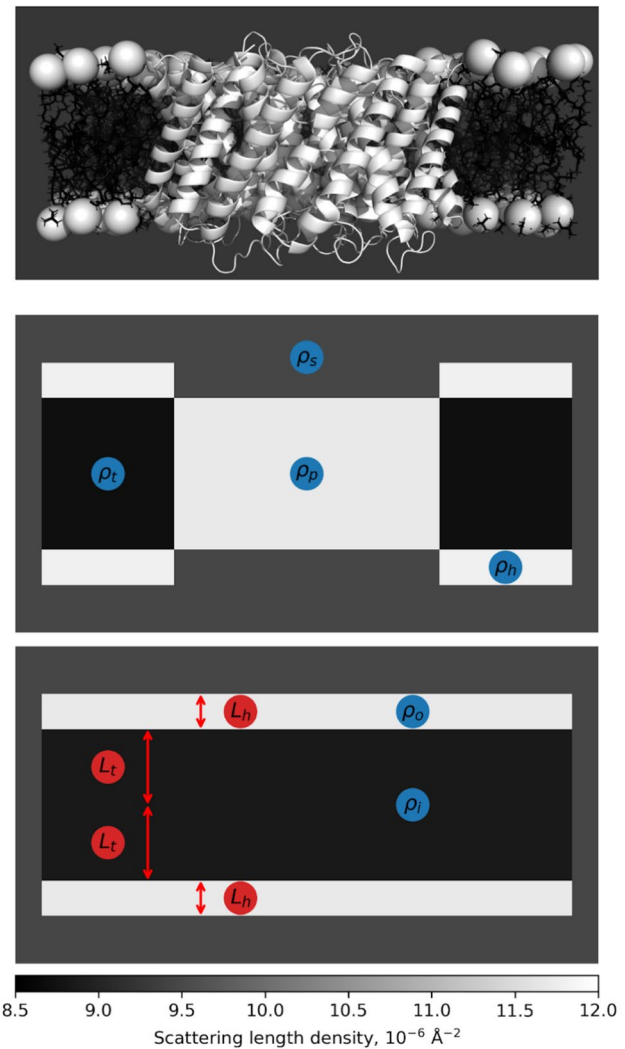 ρₛ
ρₜ
ρₚ
ρₕ
Lₕ
ρₒ
Lₜ
ρᵢ
Lₜ
Lₕ
8.5 9.0 9.5 10.0 10.5 11.0 11.5 12.0
Scattering length density, 10⁻⁶ Å⁻²